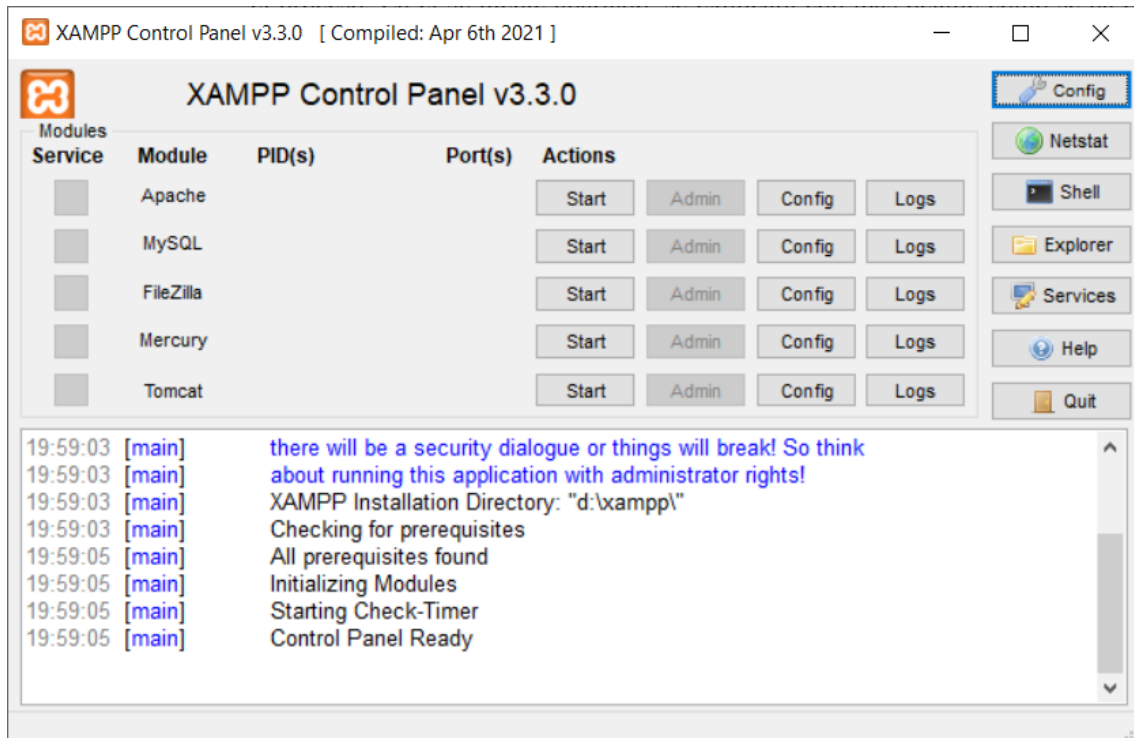 XAMPP Control Panel v3.3.0 [ Compiled: Apr 6th 2021 ]
XAMPP Control Panel v3.3.0
Config
Modules
Netstat
Service Module PID(s) Port(s) Actions
Apache Start Admin Config Logs
Shell
MySQL Start Admin Config Logs
Explorer
FileZilla Start Admin Config Logs
Services
Mercury Start Admin Config Logs
Help
Tomcat Start Admin Config Logs
Quit
19:59:03 [main] there will be a security dialogue or things will break! So think
19:59:03 [main] about running this application with administrator rights!
19:59:03 [main] XAMPP Installation Directory: "d:\xampp\"
19:59:03 [main] Checking for prerequisites
19:59:05 [main] All prerequisites found
19:59:05 [main] Initializing Modules
19:59:05 [main] Starting Check-Timer
19:59:05 [main] Control Panel Ready